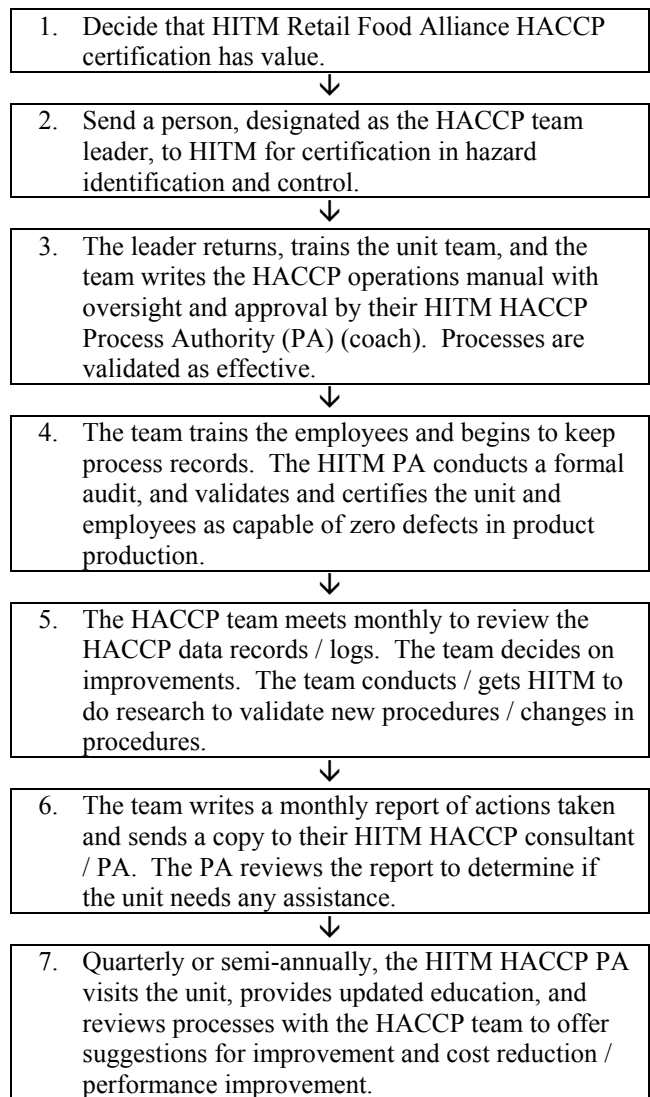 1. Decide that HITM Retail Food Alliance HACCP
certification has value.
↓
2. Send a person, designated as the HACCP team
leader, to HITM for certification in hazard
identification and control.
↓
3. The leader returns, trains the unit team, and the
team writes the HACCP operations manual with
oversight and approval by their HITM HACCP
Process Authority (PA) (coach). Processes are
validated as effective.
↓
4. The team trains the employees and begins to keep
process records. The HITM PA conducts a formal
audit, and validates and certifies the unit and
employees as capable of zero defects in product
production.
↓
5. The HACCP team meets monthly to review the
HACCP data records / logs. The team decides on
improvements. The team conducts / gets HITM to
do research to validate new procedures / changes in
procedures.
↓
6. The team writes a monthly report of actions taken
and sends a copy to their HITM HACCP consultant
/ PA. The PA reviews the report to determine if
the unit needs any assistance.
↓
7. Quarterly or semi-annually, the HITM HACCP PA
visits the unit, provides updated education, and
reviews processes with the HACCP team to offer
suggestions for improvement and cost reduction /
performance improvement.